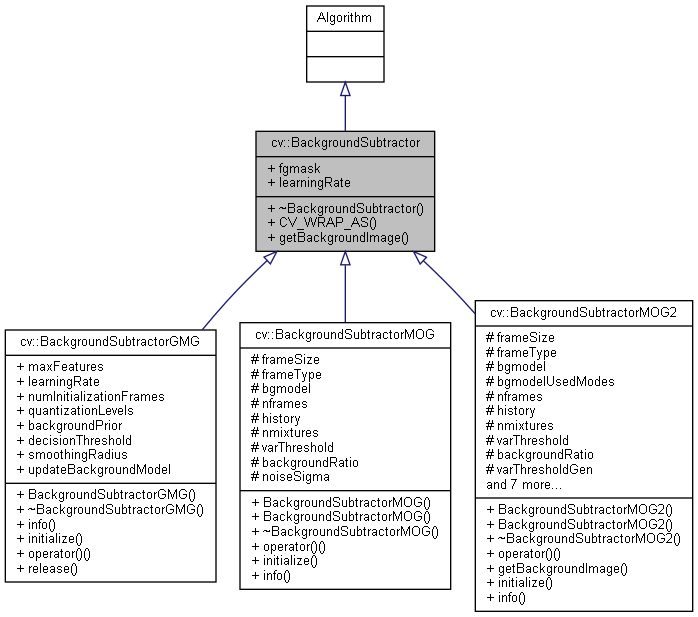 Algorithm
cv::BackgroundSubtractor
+ fgmask
+ learningRate
+ ~BackgroundSubtractor()
+ CV_WRAP_AS()
+ getBackgroundImage()
cv::BackgroundSubtractorGMG
+ maxFeatures
+ learningRate
+ numInitializationFrames
+ quantizationLevels
+ backgroundPrior
+ decisionThreshold
+ smoothingRadius
+ updateBackgroundModel
+ BackgroundSubtractorGMG()
+ ~BackgroundSubtractorGMG()
+ info()
+ initialize()
+ operator()()
+ release()
cv::BackgroundSubtractorMOG
# frameSize
# frameType
# bgmodel
# nframes
# history
# nmixtures
# varThreshold
# backgroundRatio
# noiseSigma
+ BackgroundSubtractorMOG()
+ BackgroundSubtractorMOG()
+ ~BackgroundSubtractorMOG()
+ operator()()
+ initialize()
+ info()
cv::BackgroundSubtractorMOG2
# frameSize
# frameType
# bgmodel
# bgmodelUsedModes
# nframes
# history
# nmixtures
# varThreshold
# backgroundRatio
# varThresholdGen
and 7 more...
+ BackgroundSubtractorMOG2()
+ BackgroundSubtractorMOG2()
+ ~BackgroundSubtractorMOG2()
+ operator()()
+ getBackgroundImage()
+ initialize()
+ info()